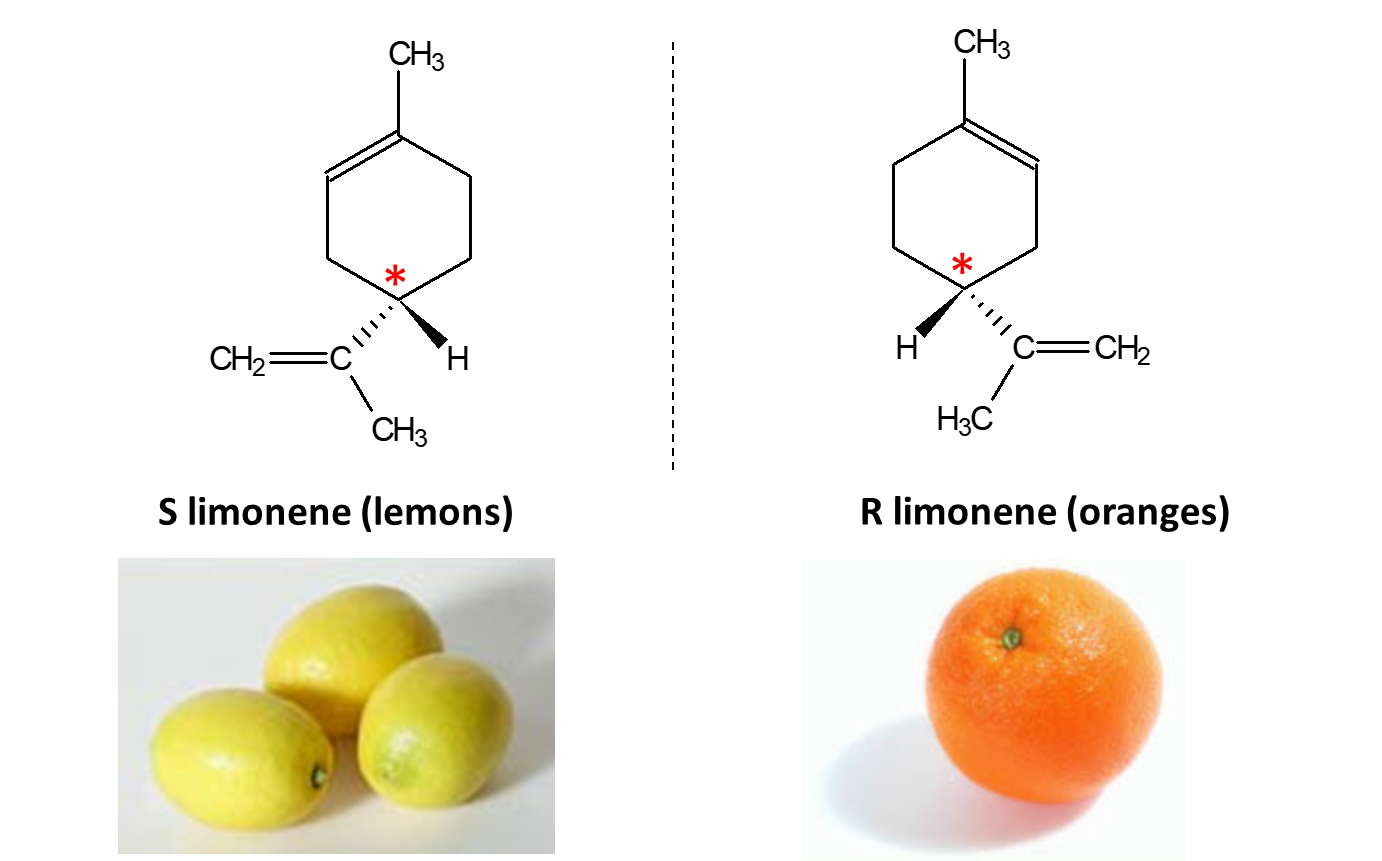 CH3
*
CH2
C
H
CH3
S limonene (lemons)
CH3
*
H
C
CH2
H3C
R limonene (oranges)